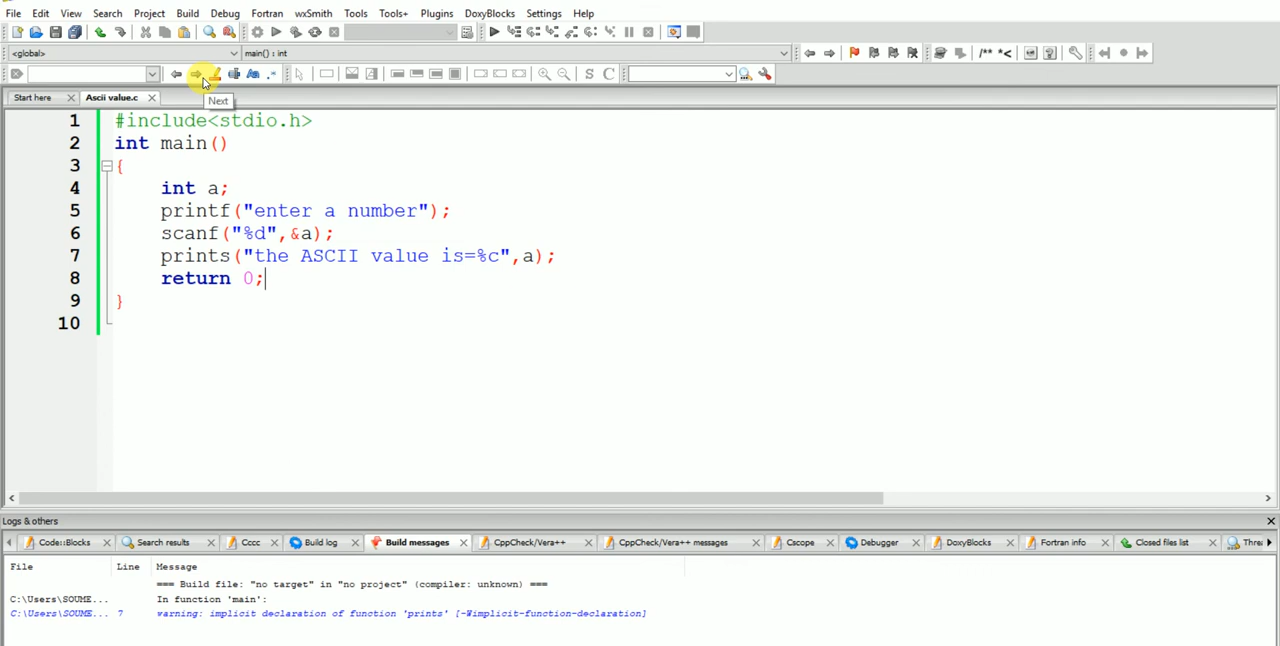 File Edit View Search Project Build Debug Fortran wxSmith Tools Tools+ Plugins DoxyBlocks Settings Help
<global> main() : int
/** *<
Aa .*
S C
Start here Ascii value.c
Next
1 #include<stdio.h>
2 int main()
3 {
4 int a;
5 printf("enter a number");
6 scanf("%d",&a);
7 prints("the ASCII value is=%c",a);
8 return 0;
9 }
10
Logs & others
Code::Blocks Search results Cccc Build log Build messages CppCheck/Vera++ CppCheck/Vera++ messages Cscope Debugger DoxyBlocks Fortran info Closed files list Thre
File Line Message
=== Build file: "no target" in "no project" (compiler: unknown) ===
C:\Users\SOUME... In function 'main':
C:\Users\SOUME... 7 warning: implicit declaration of function 'prints' [-Wimplicit-function-declaration]